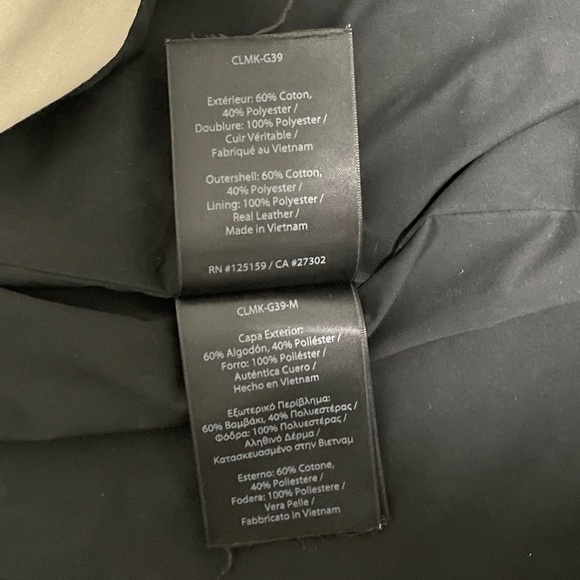 CLMK-G39
Extérieur: 60% Coton,
40% Polyester /
Doublure: 100% Polyester /
Cuir Véritable /
Fabriqué au Vietnam
Outershell: 60% Cotton,
40% Polyester /
Lining: 100% Polyester /
Real Leather /
Made in Vietnam
RN #125159 / CA #27302
CLMK-G39-M
Capa Exterior:
60% Algodón, 40% Poliéster /
Forro: 100% Poliéster /
Auténtica Cuero /
Hecho en Vietnam
Εξωτερικό Περίβλημα:
60% Βαμβάκι, 40% Πολυεστέρας /
Φόδρα: 100% Πολυεστέρας /
Αληθινό Δέρμα /
Κατασκευασμένο στην Βιετναμ
Esterno: 60% Cotone,
40% Poliestere /
Fodera: 100% Poliestere /
Vera Pelle /
Fabbricato in Vietnam